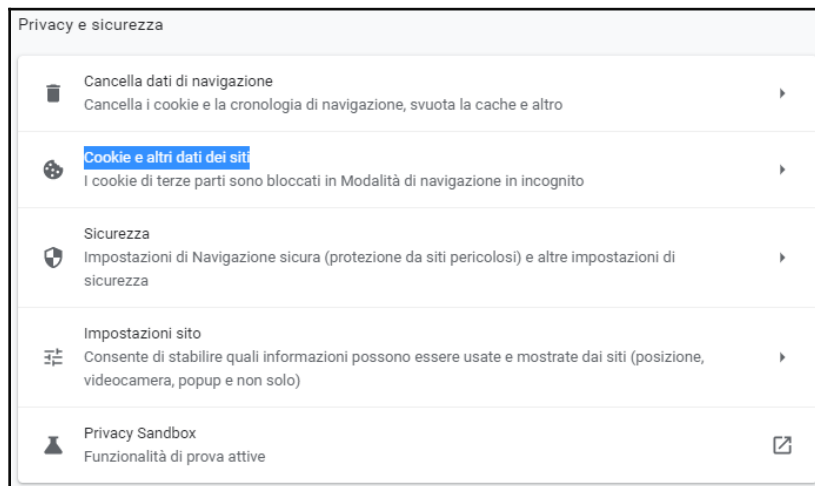 Privacy e sicurezza
Cancella dati di navigazione
Cancella i cookie e la cronologia di navigazione, svuota la cache e altro
Cookie e altri dati dei siti
I cookie di terze parti sono bloccati in Modalità di navigazione in incognito
Sicurezza
Impostazioni di Navigazione sicura (protezione da siti pericolosi) e altre impostazioni di
sicurezza
Impostazioni sito
Consente di stabilire quali informazioni possono essere usate e mostrate dai siti (posizione,
videocamera, popup e non solo)
Privacy Sandbox
Funzionalità di prova attive